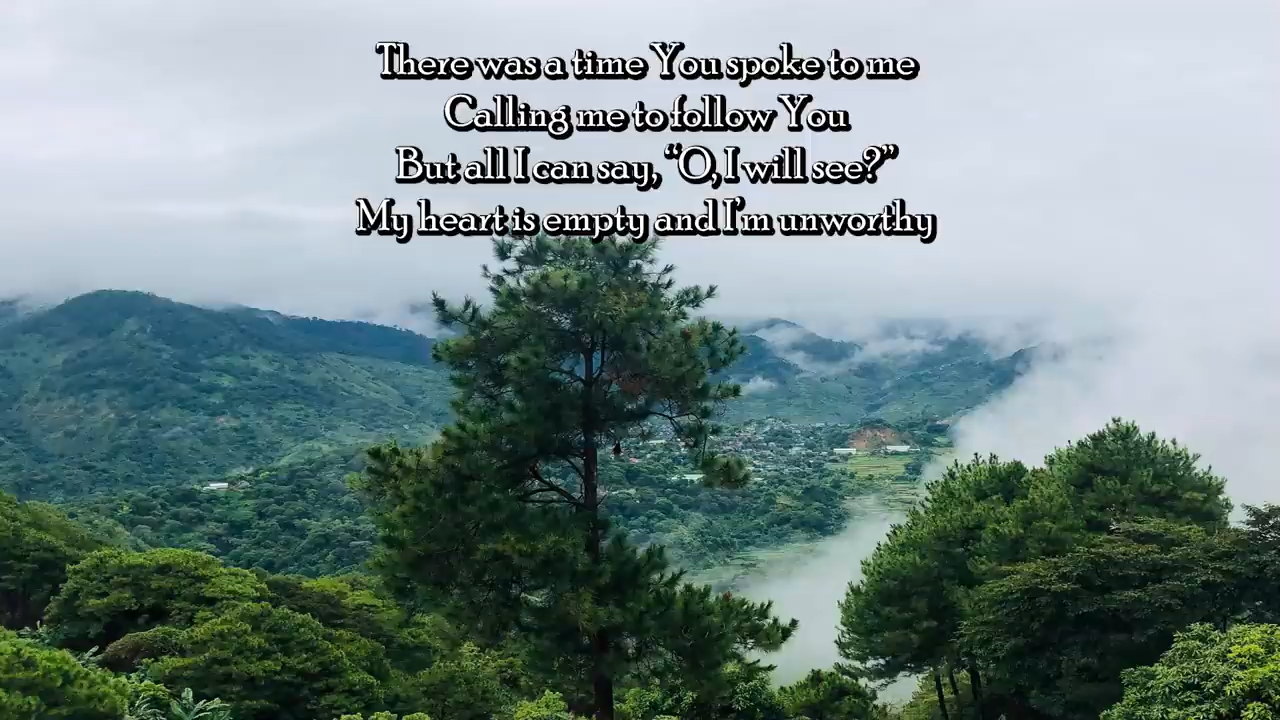 There was a time You spoke to me
Calling me to follow You
But all I can say, “O, I will see?”
My heart is empty and I’m unworthy